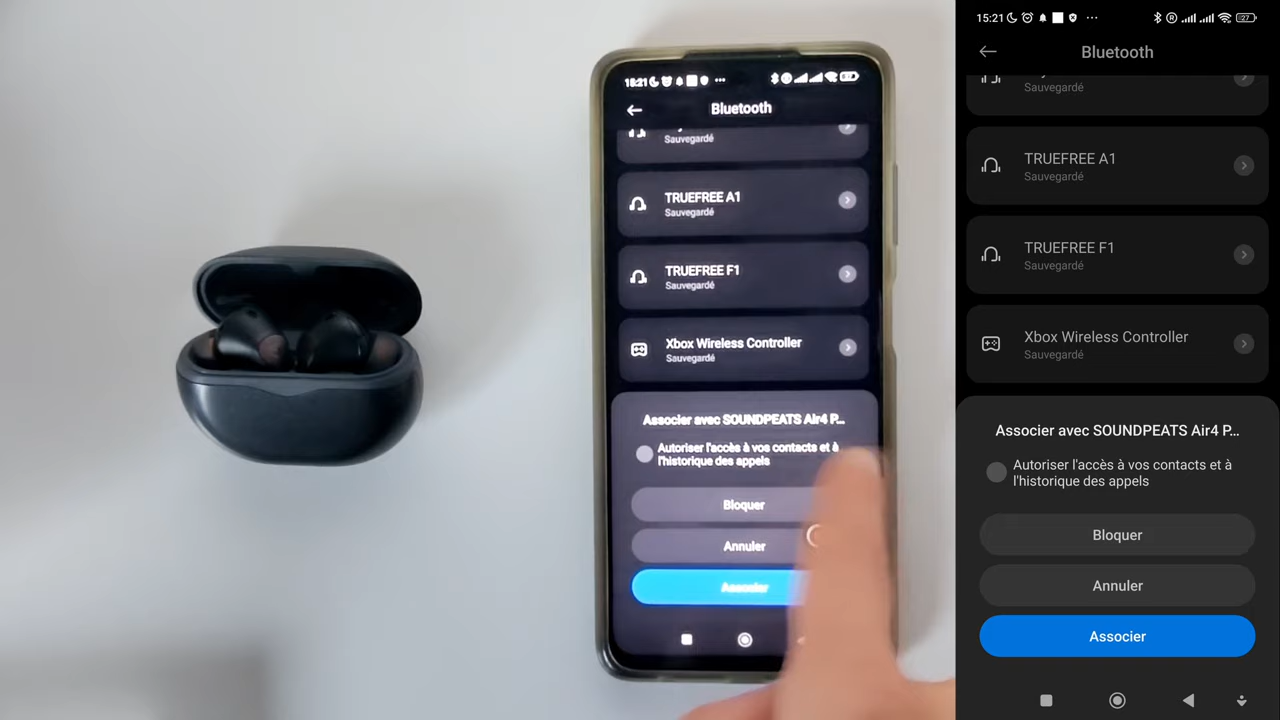 15:21
Bluetooth
Sauvegardé
TRUEFREE A1
Sauvegardé
TRUEFREE F1
Sauvegardé
Xbox Wireless Controller
Sauvegardé
Associer avec SOUNDPEATS Air4 P...
Autoriser l'accès à vos contacts et à
l'historique des appels
Bloquer
Annuler
Associer
15:21
27
Bluetooth
Sauvegardé
TRUEFREE A1
Sauvegardé
TRUEFREE F1
Sauvegardé
Xbox Wireless Controller
Sauvegardé
Associer avec SOUNDPEATS Air4 P...
Autoriser l'accès à vos contacts et à
l'historique des appels
Bloquer
Annuler
Associer